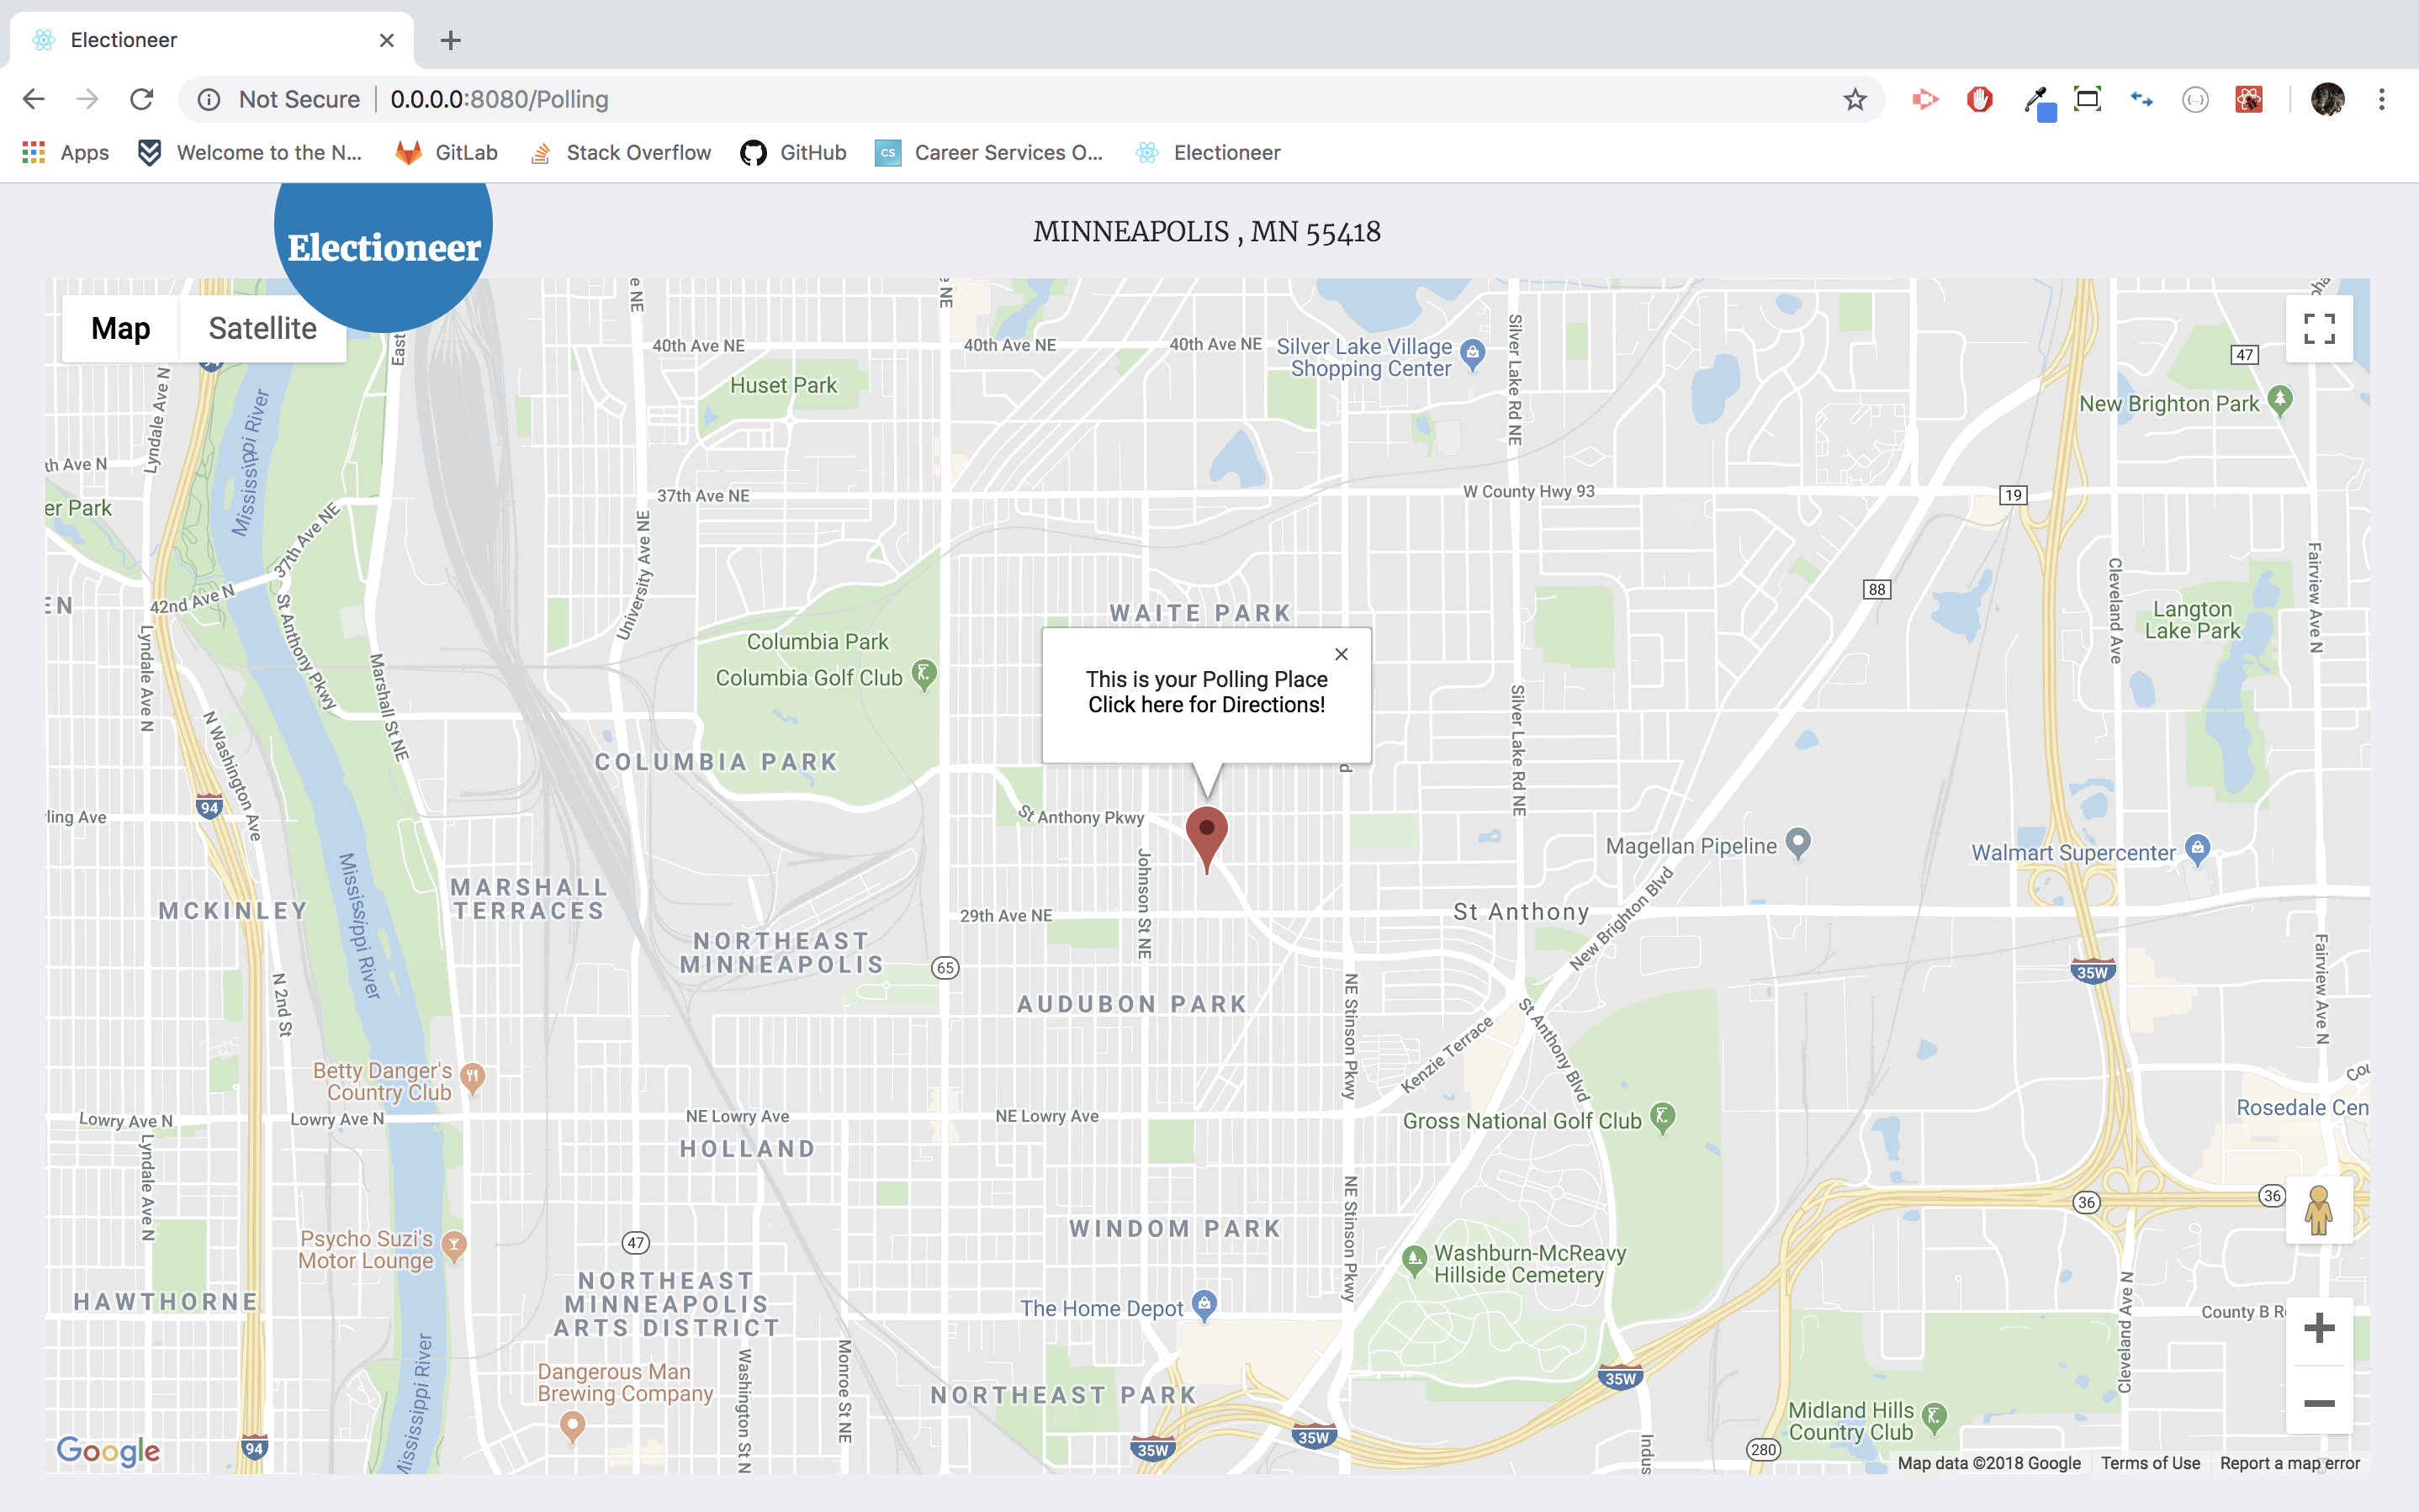 Electioneer
Not Secure
0.0.0.0:8080/Polling
Apps
Welcome to the N...
GitLab
Stack Overflow
GitHub
CS
Career Services O...
Electioneer
Electioneer
MINNEAPOLIS , MN 55418
Map
Satellite
40th Ave NE
40th Ave NE
40th Ave NE
Silver Lake Village
Shopping Center
Silver Lake Rd NE
47
Huset Park
New Brighton Park
Lyndale Ave N
Mississippi River
East
th Ave N
er Park
37th Ave NE
37th Ave NE
W County Hwy 93
19
42nd Ave N
St Anthony Pkwy
University Ave NE
88
Cleveland Ave
Fairview Ave N
Langton
Lake Park
WAITE PARK
Columbia Park
Columbia Golf Club
This is your Polling Place
Click here for Directions!
Lyndale Ave N
N Washington Ave
Marshall St NE
Silver Lake Rd NE
COLUMBIA PARK
94
ling Ave
St Anthony Pkwy
Johnson St NE
Magellan Pipeline
Walmart Supercenter
MARSHALL
TERRACES
MCKINLEY
Mississippi River
29th Ave NE
St Anthony
New Brighton Blvd
NORTHEAST
MINNEAPOLIS
65
35W
Fairview Ave N
N 2nd St
AUDUBON PARK
NE Stinson Pkwy
Kenzie Terrace
St Anthony Blvd
Betty Danger's
Country Club
Lowry Ave N
Lowry Ave N
NE Lowry Ave
NE Lowry Ave
Gross National Golf Club
Rosedale Cen
HOLLAND
Lyndale Ave N
NE Stinson Pkwy
36
36
Psycho Suzi's
Motor Lounge
47
WINDOM PARK
Washburn-McReavy
Hillside Cemetery
HAWTHORNE
NORTHEAST
MINNEAPOLIS
ARTS DISTRICT
The Home Depot
County B R
Cleveland Ave N
Mississippi River
Dangerous Man
Brewing Company
Washington St N
Monroe St NE
NORTHEAST PARK
35W
Midland Hills
Country Club
94
35W
35W
280
Indus
Google
Map data ©2018 Google
Terms of Use
Report a map error